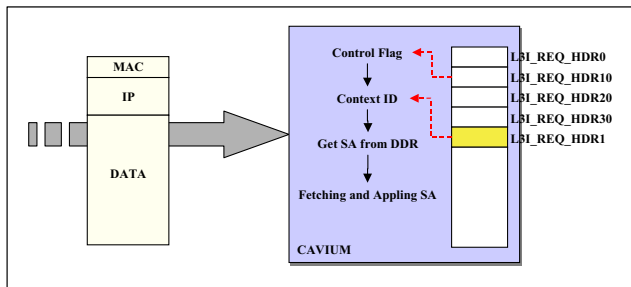 MAC
IP
DATA
Control Flag
Context ID
Get SA from DDR
Fetching and Appling SA
CAVIUM
L3I_REQ_HDR0
L3I_REQ_HDR10
L3I_REQ_HDR20
L3I_REQ_HDR30
L3I_REQ_HDR1